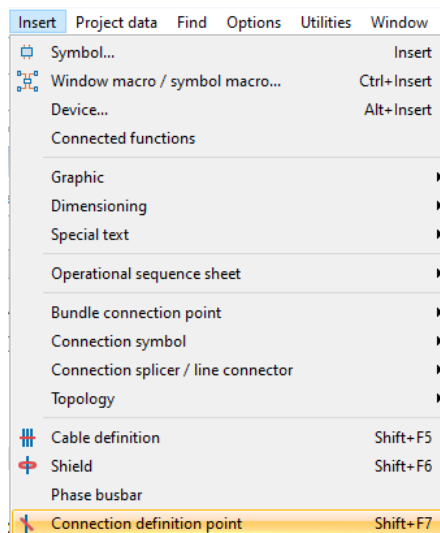 Insert Project data Find Options Utilities Window
Symbol... Insert
Window macro / symbol macro... Ctrl+Insert
Device... Alt+Insert
Connected functions
Graphic
Dimensioning
Special text
Operational sequence sheet
Bundle connection point
Connection symbol
Connection splicer / line connector
Topology
Cable definition Shift+F5
Shield Shift+F6
Phase busbar
Connection definition point Shift+F7